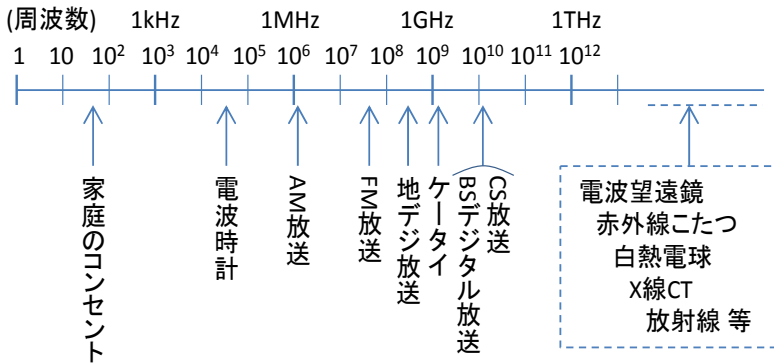 (周波数) 1kHz 1MHz 1GHz 1THz
1 10 10² 10³ 10⁴ 10⁵ 10⁶ 10⁷ 10⁸ 10⁹ 10¹⁰ 10¹¹ 10¹²
家庭のコンセント
電波時計
AM放送
FM放送
地デジ放送
ケータイ
BSデジタル放送
CS放送
電波望遠鏡
赤外線こたつ
白熱電球
X線CT
放射線 等